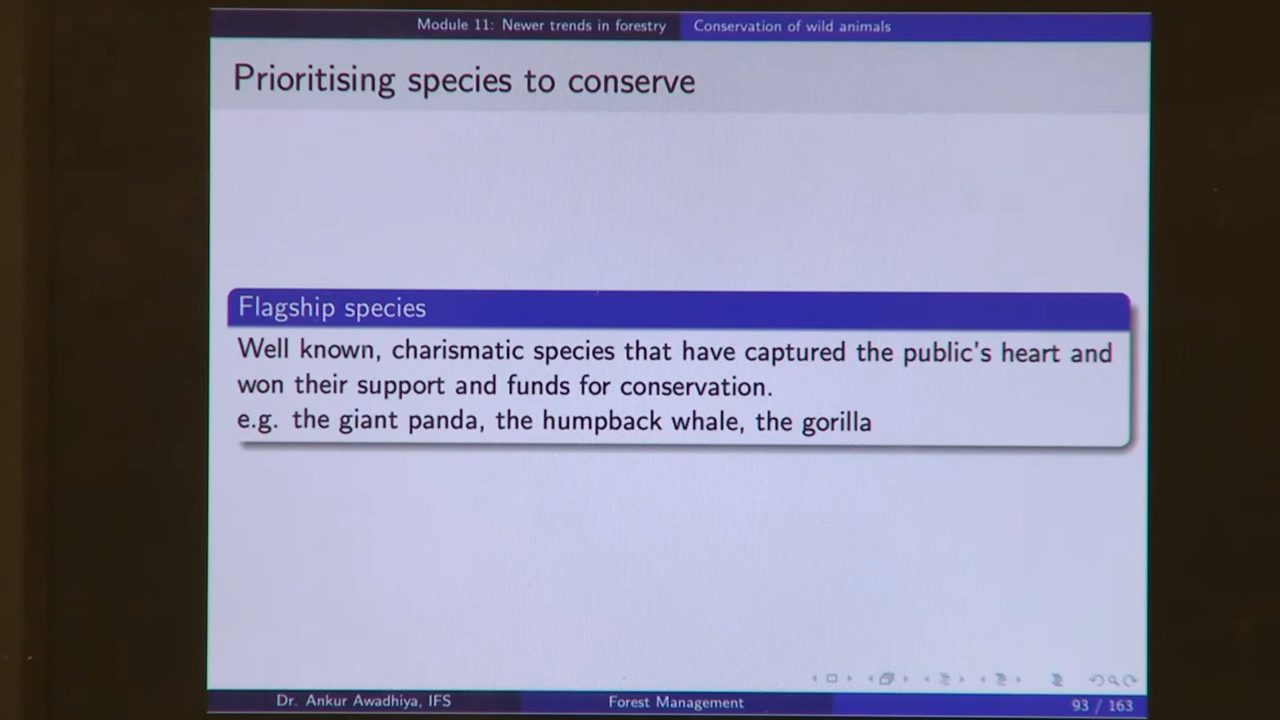 Module 11: Newer trends in forestry Conservation of wild animals
Prioritising species to conserve
Flagship species
Well known, charismatic species that have captured the public's heart and
won their support and funds for conservation.
e.g. the giant panda, the humpback whale, the gorilla
Dr. Ankur Awadhiya, IFS Forest Management 93 / 163